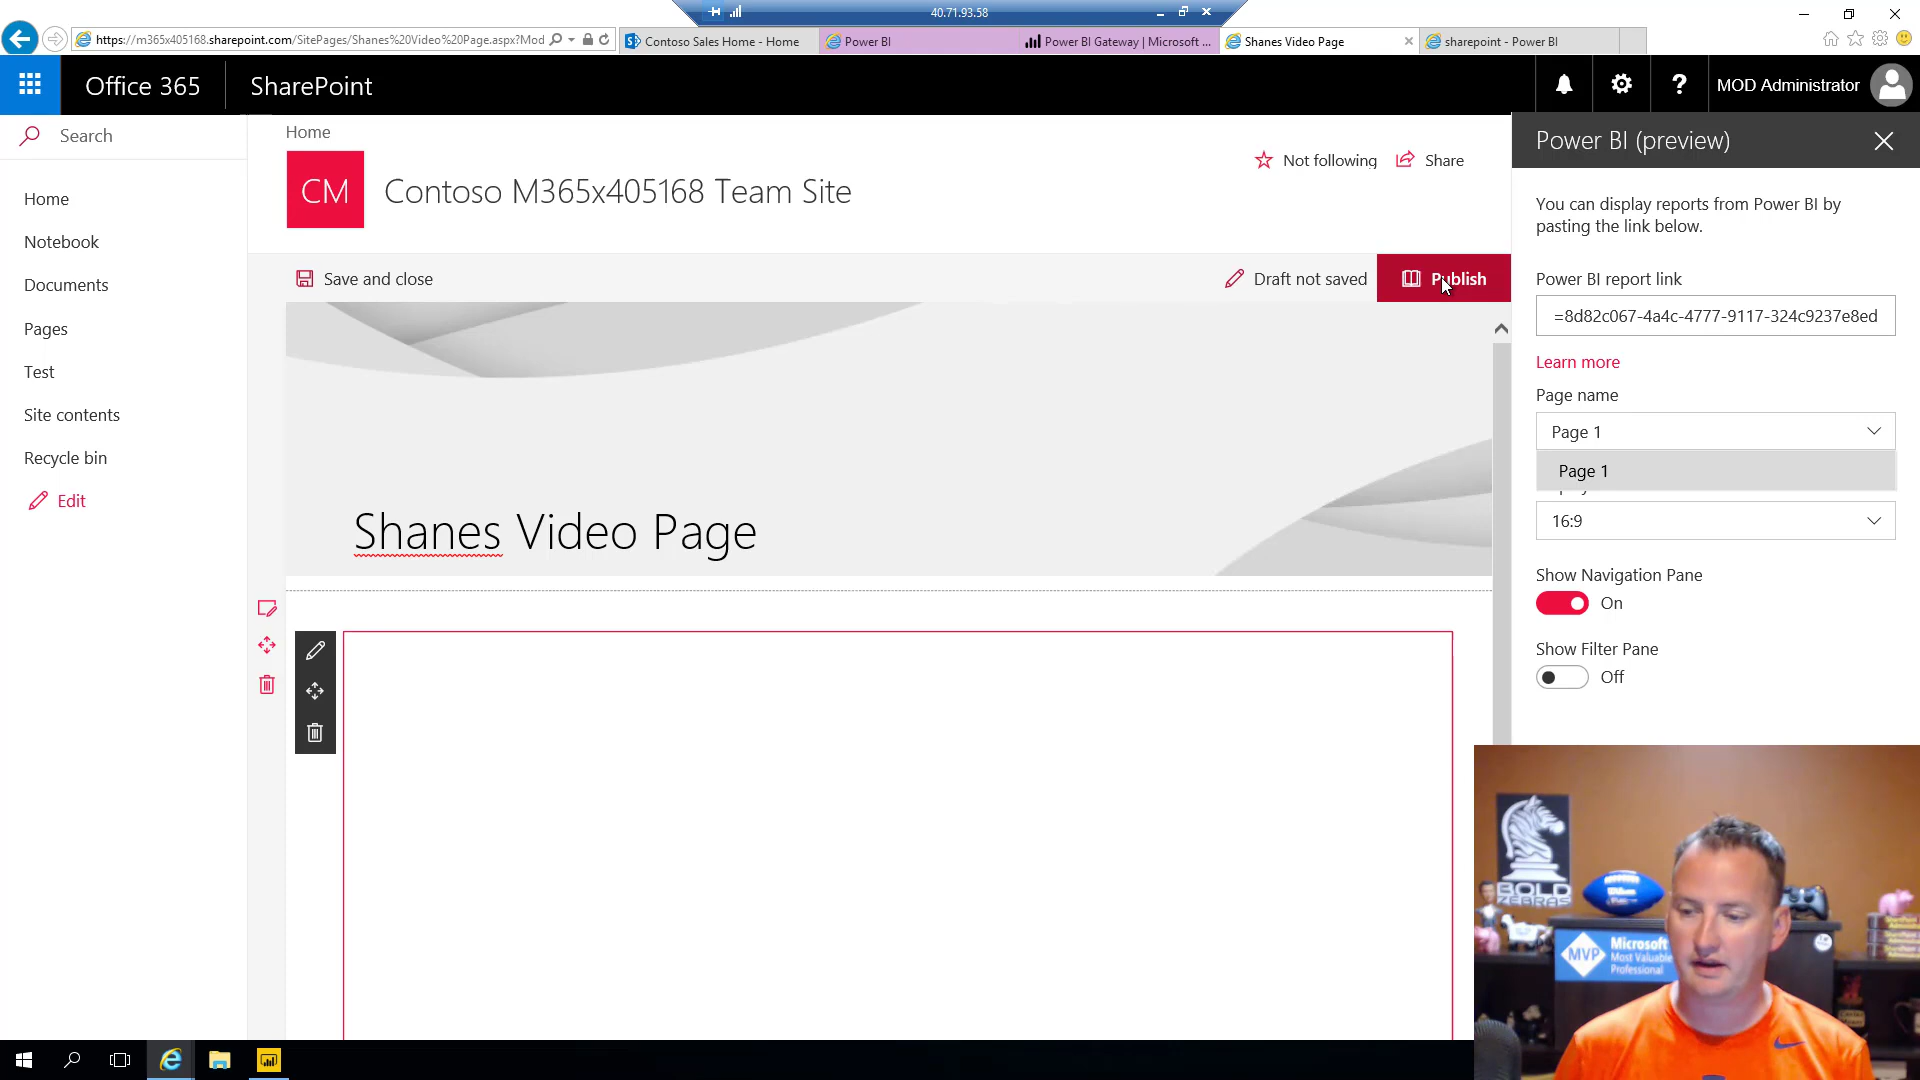 40.71.93.58
https://m365x405168.sharepoint.com/SitePages/Shanes%20Video%20Page.aspx?Mod
Contoso Sales Home - Home
Power BI
Power BI Gateway | Microsoft ...
Shanes Video Page
sharepoint - Power BI
Office 365
SharePoint
MOD Administrator
Search
Home
Notebook
Documents
Pages
Test
Site contents
Recycle bin
Edit
Home
CM
Contoso M365x405168 Team Site
Not following
Share
Save and close
Draft not saved
Publish
Shanes Video Page
Power BI (preview)
You can display reports from Power BI by
pasting the link below.
Power BI report link
=8d82c067-4a4c-4777-9117-324c9237e8ed
Learn more
Page name
Page 1
Page 1
16:9
Show Navigation Pane
On
Show Filter Pane
Off
BOLD
ZEBRAS
MVP
Microsoft
Most Valuable
Professional